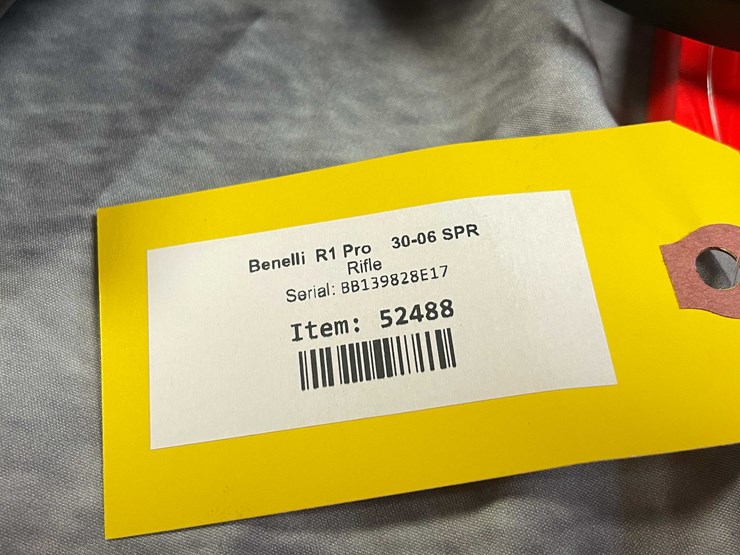 Benelli R1 Pro 30-06 SPR
Rifle
Serial: BB139828E17
Item: 52488